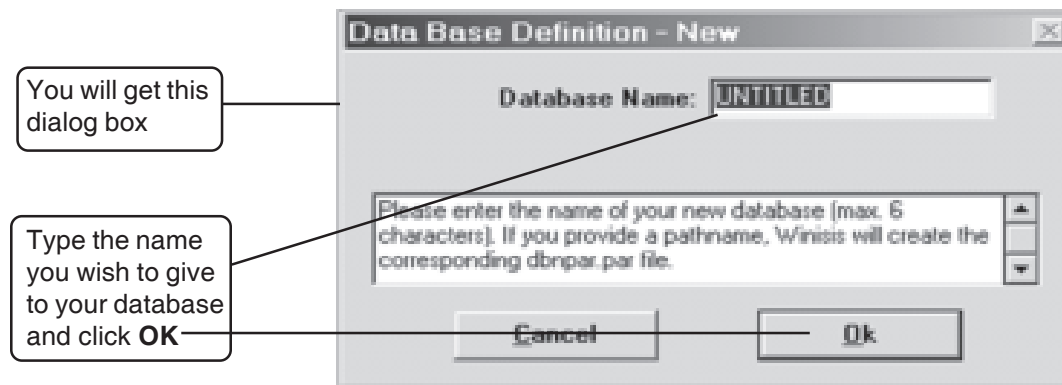 Data Base Definition - New
You will get this
dialog box
Database Name: UNTITLED
Please enter the name of your new database (max. 6
characters). If you provide a pathname, Winisis will create the
corresponding dbnpar.par file.
Type the name
you wish to give
to your database
and click OK
Cancel
Ok